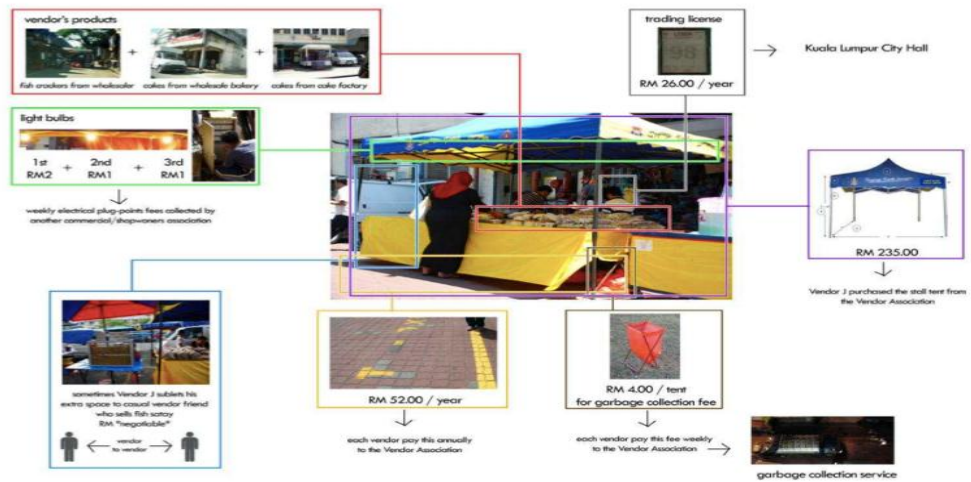 vendor's products
+
+
fish crackers from wholesaler
cakes from wholesale bakery
cakes from cake factory
trading license
98
RM 26.00 / year
Kuala Lumpur City Hall
light bulbs
1st
RM2
+
2nd
RM1
+
3rd
RM1
weekly electrical plug-points fees collected by
another commercial/shopowners association
RM 235.00
Vendor J purchased the stall tent from
the Vendor Association
sometimes Vendor J sublets his
extra space to casual vendor friend
who sells fish satay
RM "negotiable"
vendor
to vendor
RM 52.00 / year
each vendor pay this annually
to the Vendor Association
RM 4.00 / tent
for garbage collection fee
each vendor pay this fee weekly
to the Vendor Association
garbage collection service